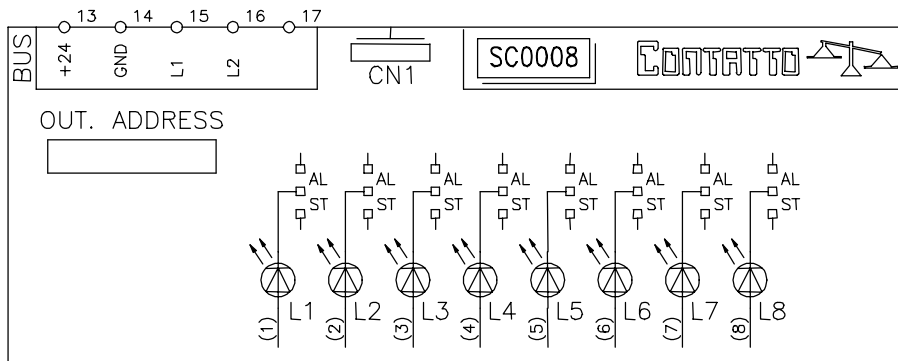 13 14 15 16 17
BUS
+24 GND L1 L2
CN1
SC0008
CONTATTO
OUT. ADDRESS
AL AL AL AL AL AL AL AL
ST ST ST ST ST ST ST ST
L1 L2 L3 L4 L5 L6 L7 L8
(1) (2) (3) (4) (5) (6) (7) (8)